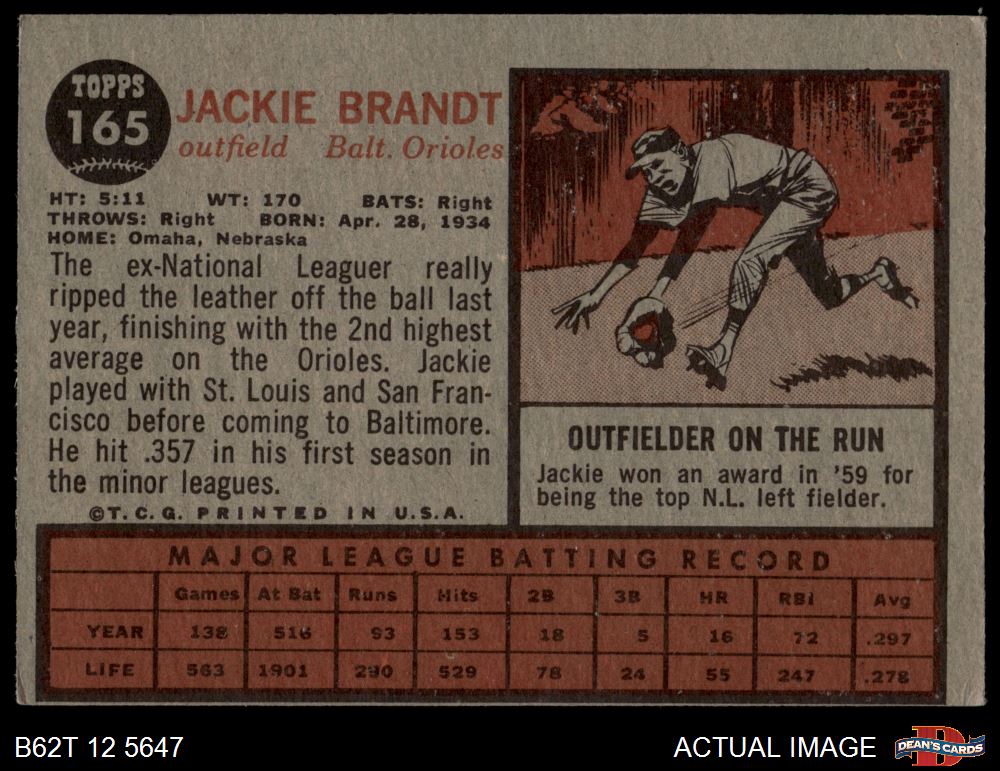 TOPPS
165
JACKIE BRANDT
outfield Balt. Orioles
HT: 5:11 WT: 170 BATS: Right
THROWS: Right BORN: Apr. 28, 1934
HOME: Omaha, Nebraska
The ex-National Leaguer really
ripped the leather off the ball last
year, finishing with the 2nd highest
average on the Orioles. Jackie
played with St. Louis and San Fran-
cisco before coming to Baltimore.
He hit .357 in his first season in
the minor leagues.
©T.C.G. PRINTED IN U.S.A.
OUTFIELDER ON THE RUN
Jackie won an award in '59 for
being the top N.L. left fielder.
MAJOR LEAGUE BATTING RECORD
Games At Bat Runs Hits 2B 3B HR RBI Avg
YEAR 138 516 93 153 18 5 16 72 .297
LIFE 563 1901 290 529 78 24 55 247 .278
B62T 12 5647
ACTUAL IMAGE
DEAN'S CARDS